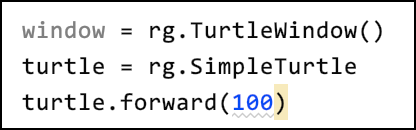 window = rg.TurtleWindow()
turtle = rg.SimpleTurtle
turtle.forward(100)